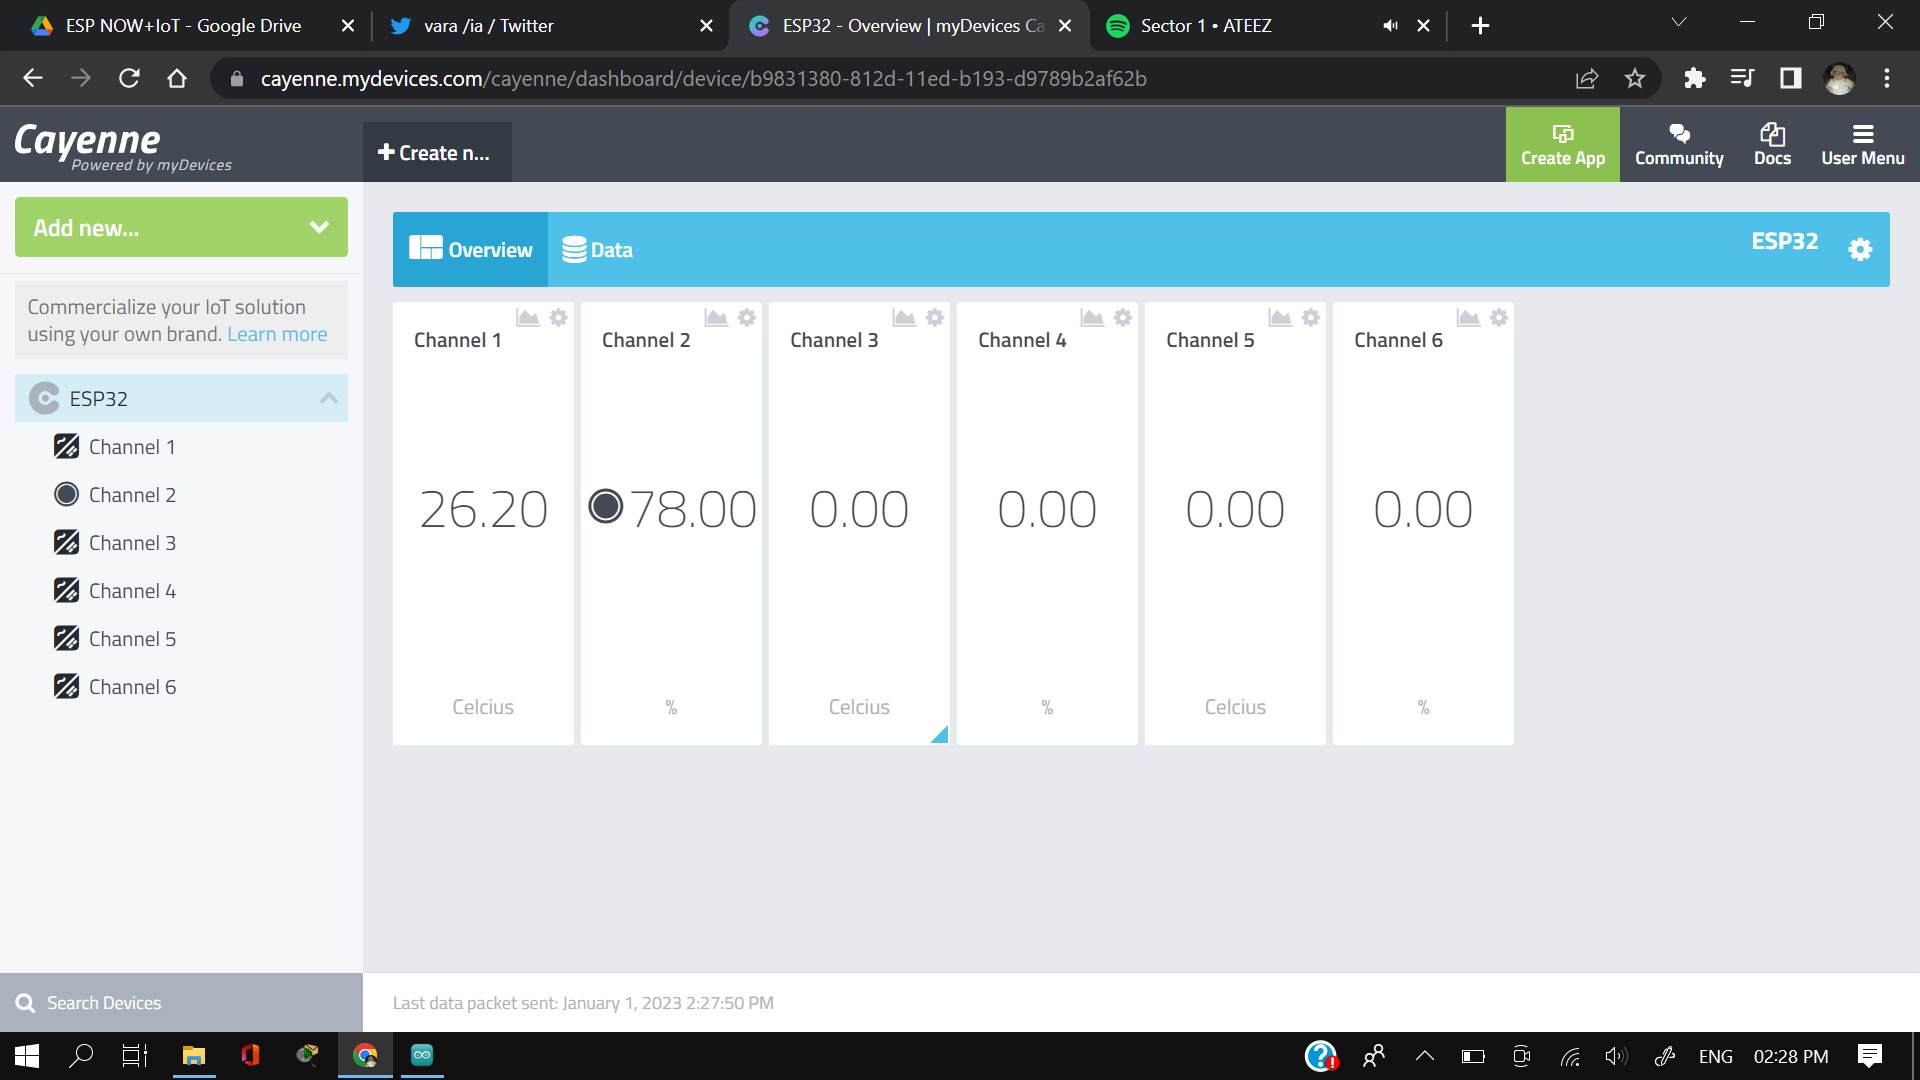 ESP NOW+IoT - Google Drive
vara /ia / Twitter
ESP32 - Overview | myDevices Ca
Sector 1 • ATEEZ
cayenne.mydevices.com/cayenne/dashboard/device/b9831380-812d-11ed-b193-d9789b2af62b
Cayenne
Powered by myDevices
+ Create n...
Create App
Community
Docs
User Menu
Add new...
Commercialize your IoT solution
using your own brand. Learn more
ESP32
Channel 1
Channel 2
Channel 3
Channel 4
Channel 5
Channel 6
Search Devices
Overview
Data
ESP32
Channel 1
26.20
Celcius
Channel 2
78.00
%
Channel 3
0.00
Celcius
Channel 4
0.00
%
Channel 5
0.00
Celcius
Channel 6
0.00
%
Last data packet sent: January 1, 2023 2:27:50 PM
ENG
02:28 PM